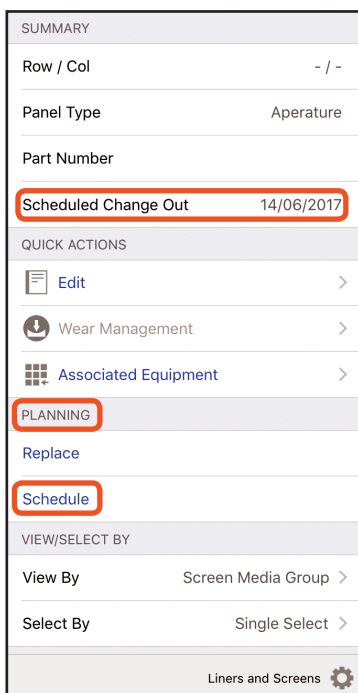 SUMMARY
Row / Col - / -
Panel Type Aperature
Part Number
Scheduled Change Out 14/06/2017
QUICK ACTIONS
Edit
Wear Management
Associated Equipment
PLANNING
Replace
Schedule
VIEW/SELECT BY
View By Screen Media Group
Select By Single Select
Liners and Screens